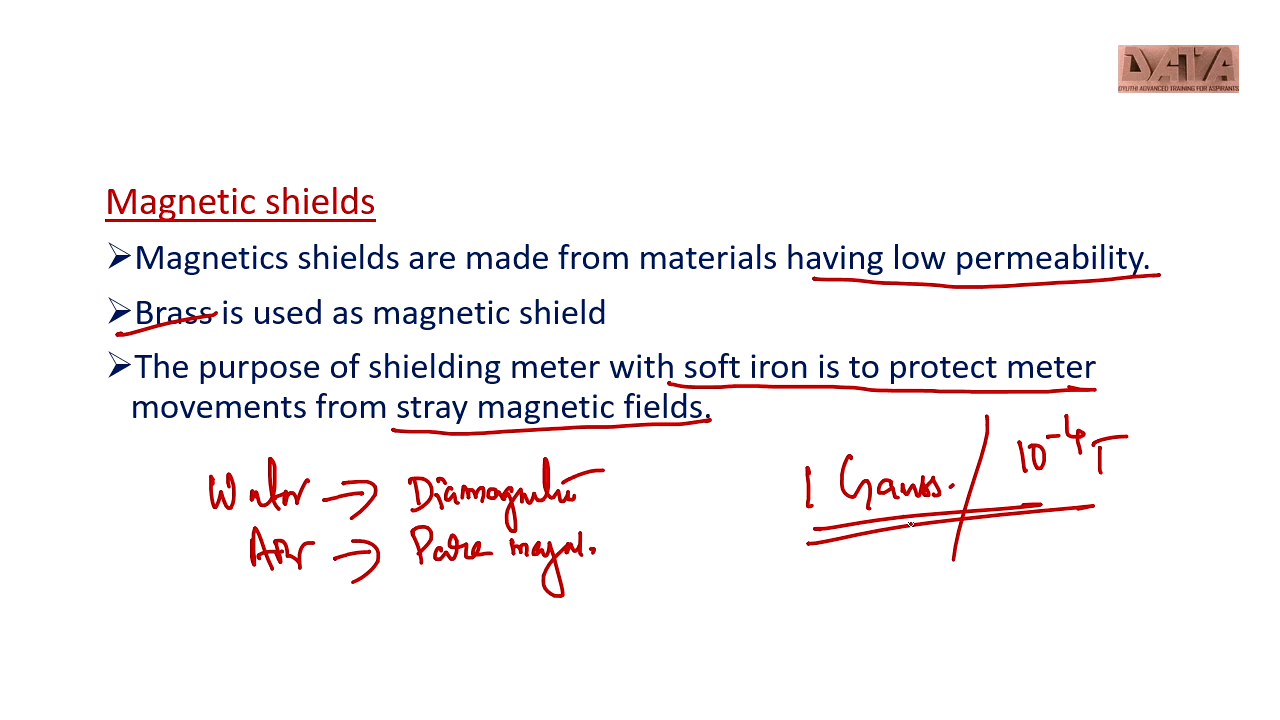 DATA
DYUTHI ADVANCED TRAINING FOR ASPIRANTS
Magnetic shields
➢Magnetics shields are made from materials having low permeability.
➢Brass is used as magnetic shield
➢The purpose of shielding meter with soft iron is to protect meter
movements from stray magnetic fields.
Water → Diamagnetic
1 Gauss. / 10⁻⁴ T
Air → Para magn.